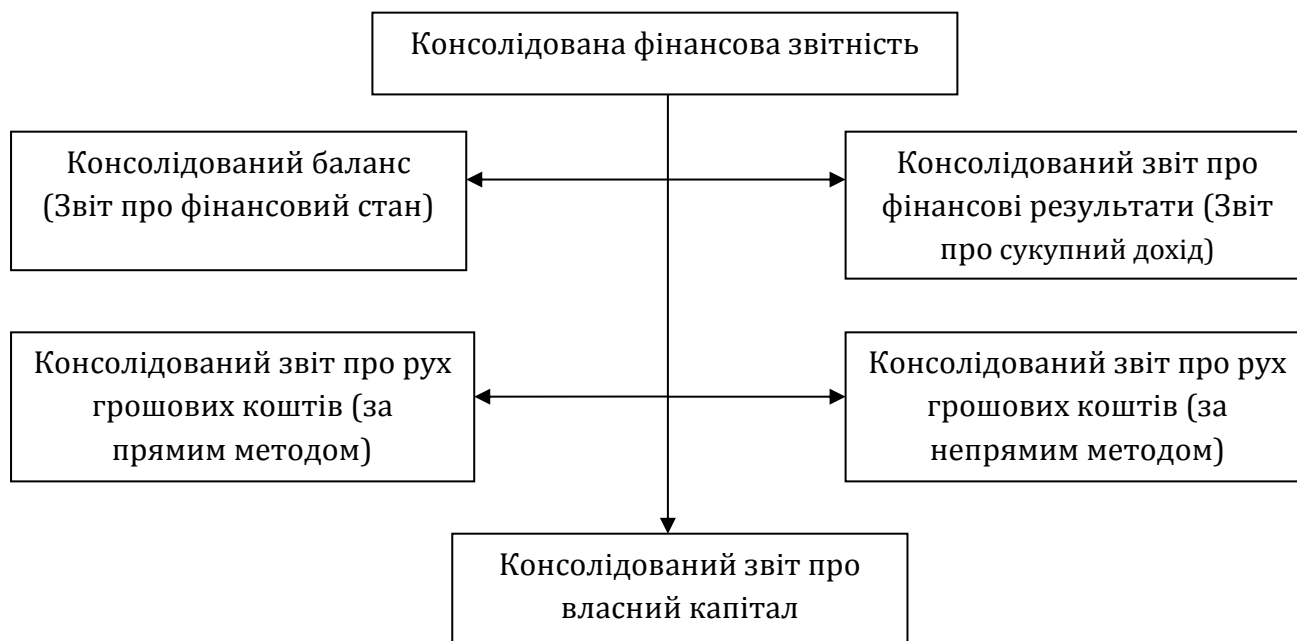 Консолідована фінансова звітність
Консолідований баланс
(Звіт про фінансовий стан)
Консолідований звіт про
фінансові результати (Звіт
про сукупний дохід)
Консолідований звіт про рух
грошових коштів (за
прямим методом)
Консолідований звіт про рух
грошових коштів (за
непрямим методом)
Консолідований звіт про
власний капітал